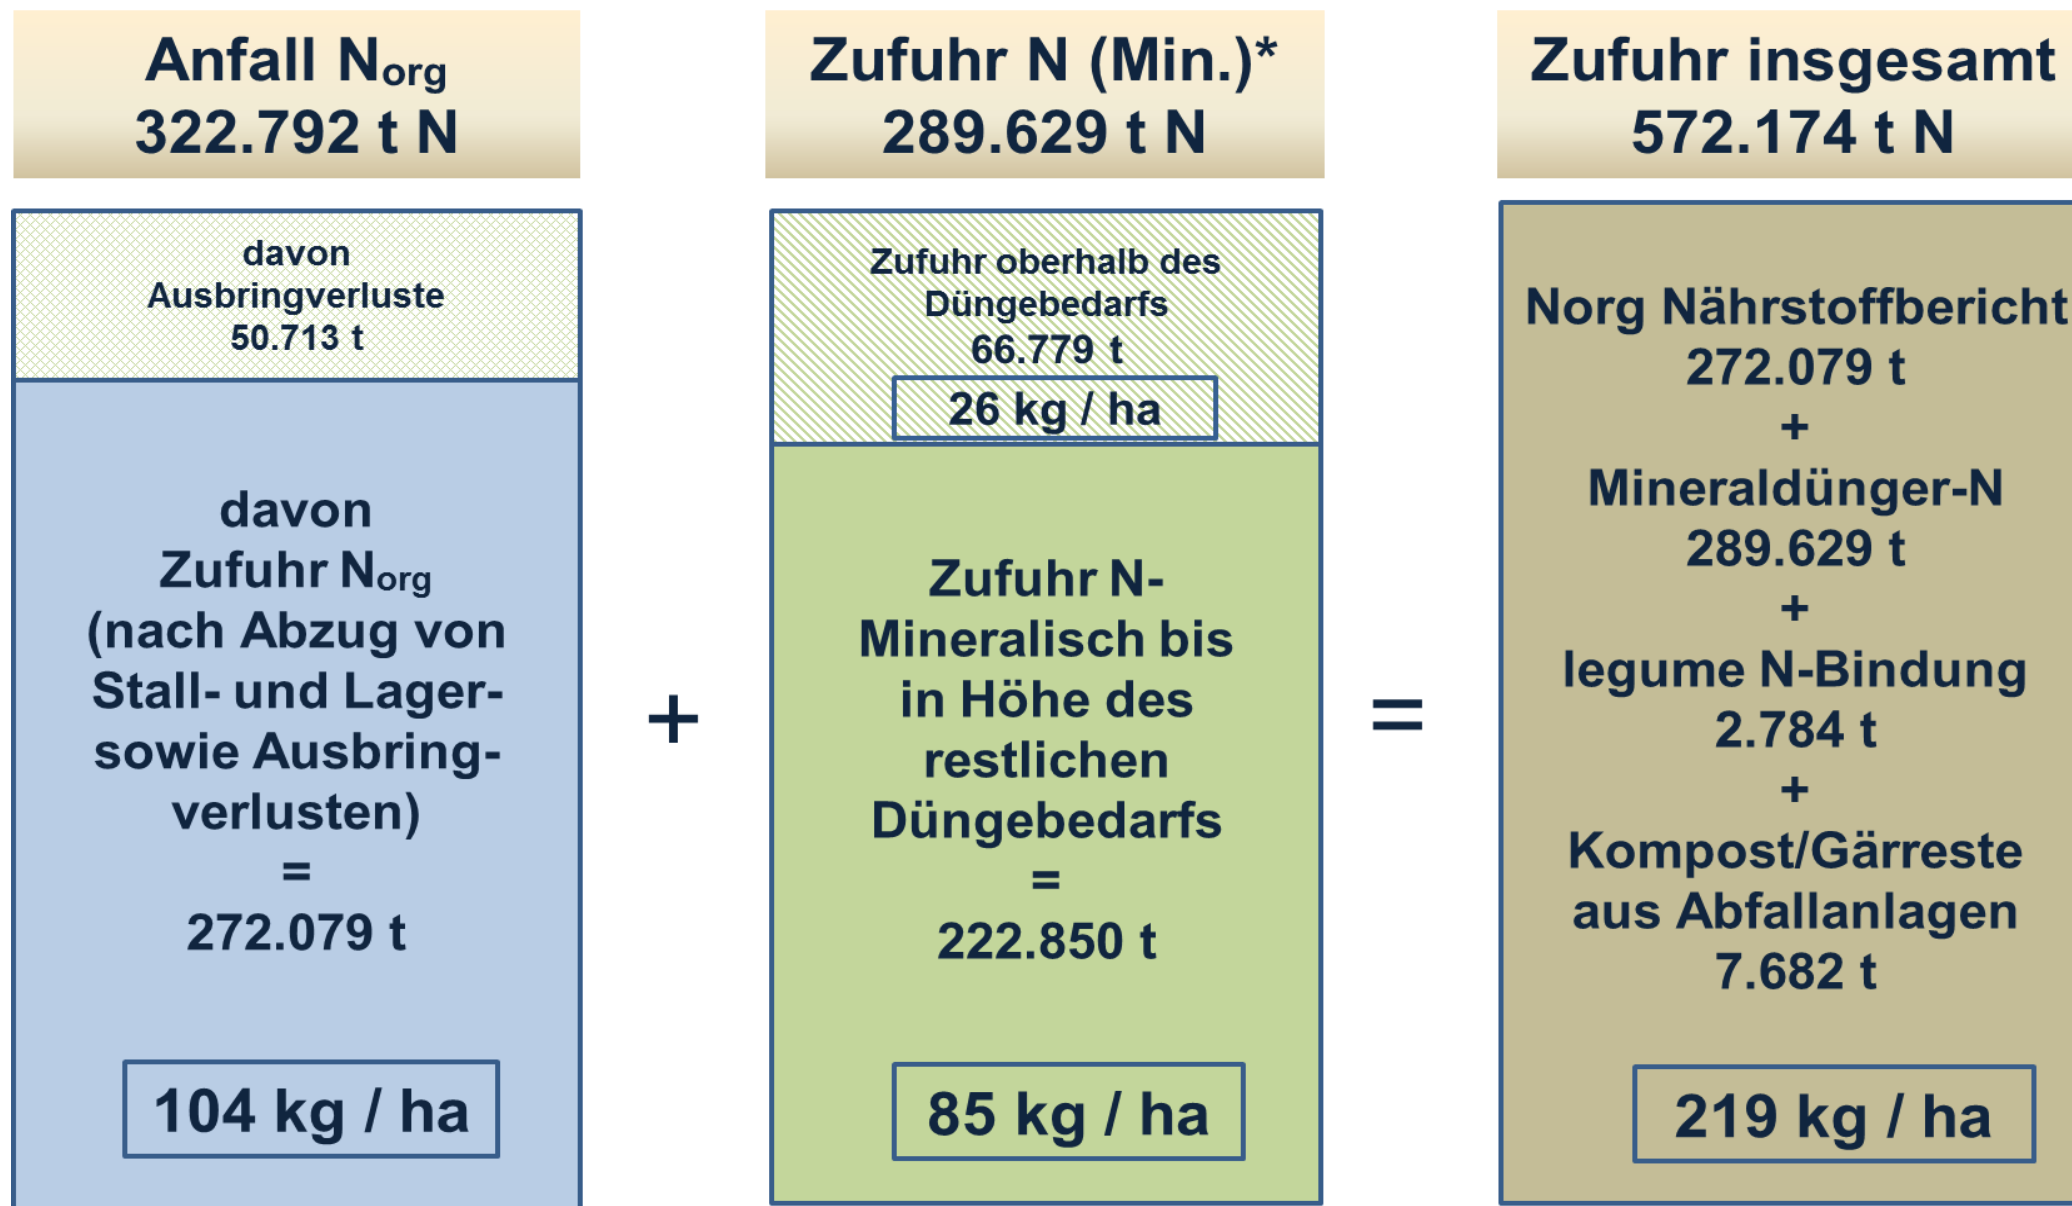 Anfall Norg
322.792 t N
davon
Ausbringverluste
50.713 t
davon
Zufuhr Norg
(nach Abzug von
Stall- und Lager-
sowie Ausbring-
verlusten)
=
272.079 t
104 kg / ha
+
Zufuhr N (Min.)*
289.629 t N
Zufuhr oberhalb des
Düngebedarfs
66.779 t
26 kg / ha
Zufuhr N-
Mineralisch bis
in Höhe des
restlichen
Düngebedarfs
=
222.850 t
85 kg / ha
=
Zufuhr insgesamt
572.174 t N
Norg Nährstoffbericht
272.079 t
+
Mineraldünger-N
289.629 t
+
legume N-Bindung
2.784 t
+
Kompost/Gärreste
aus Abfallanlagen
7.682 t
219 kg / ha